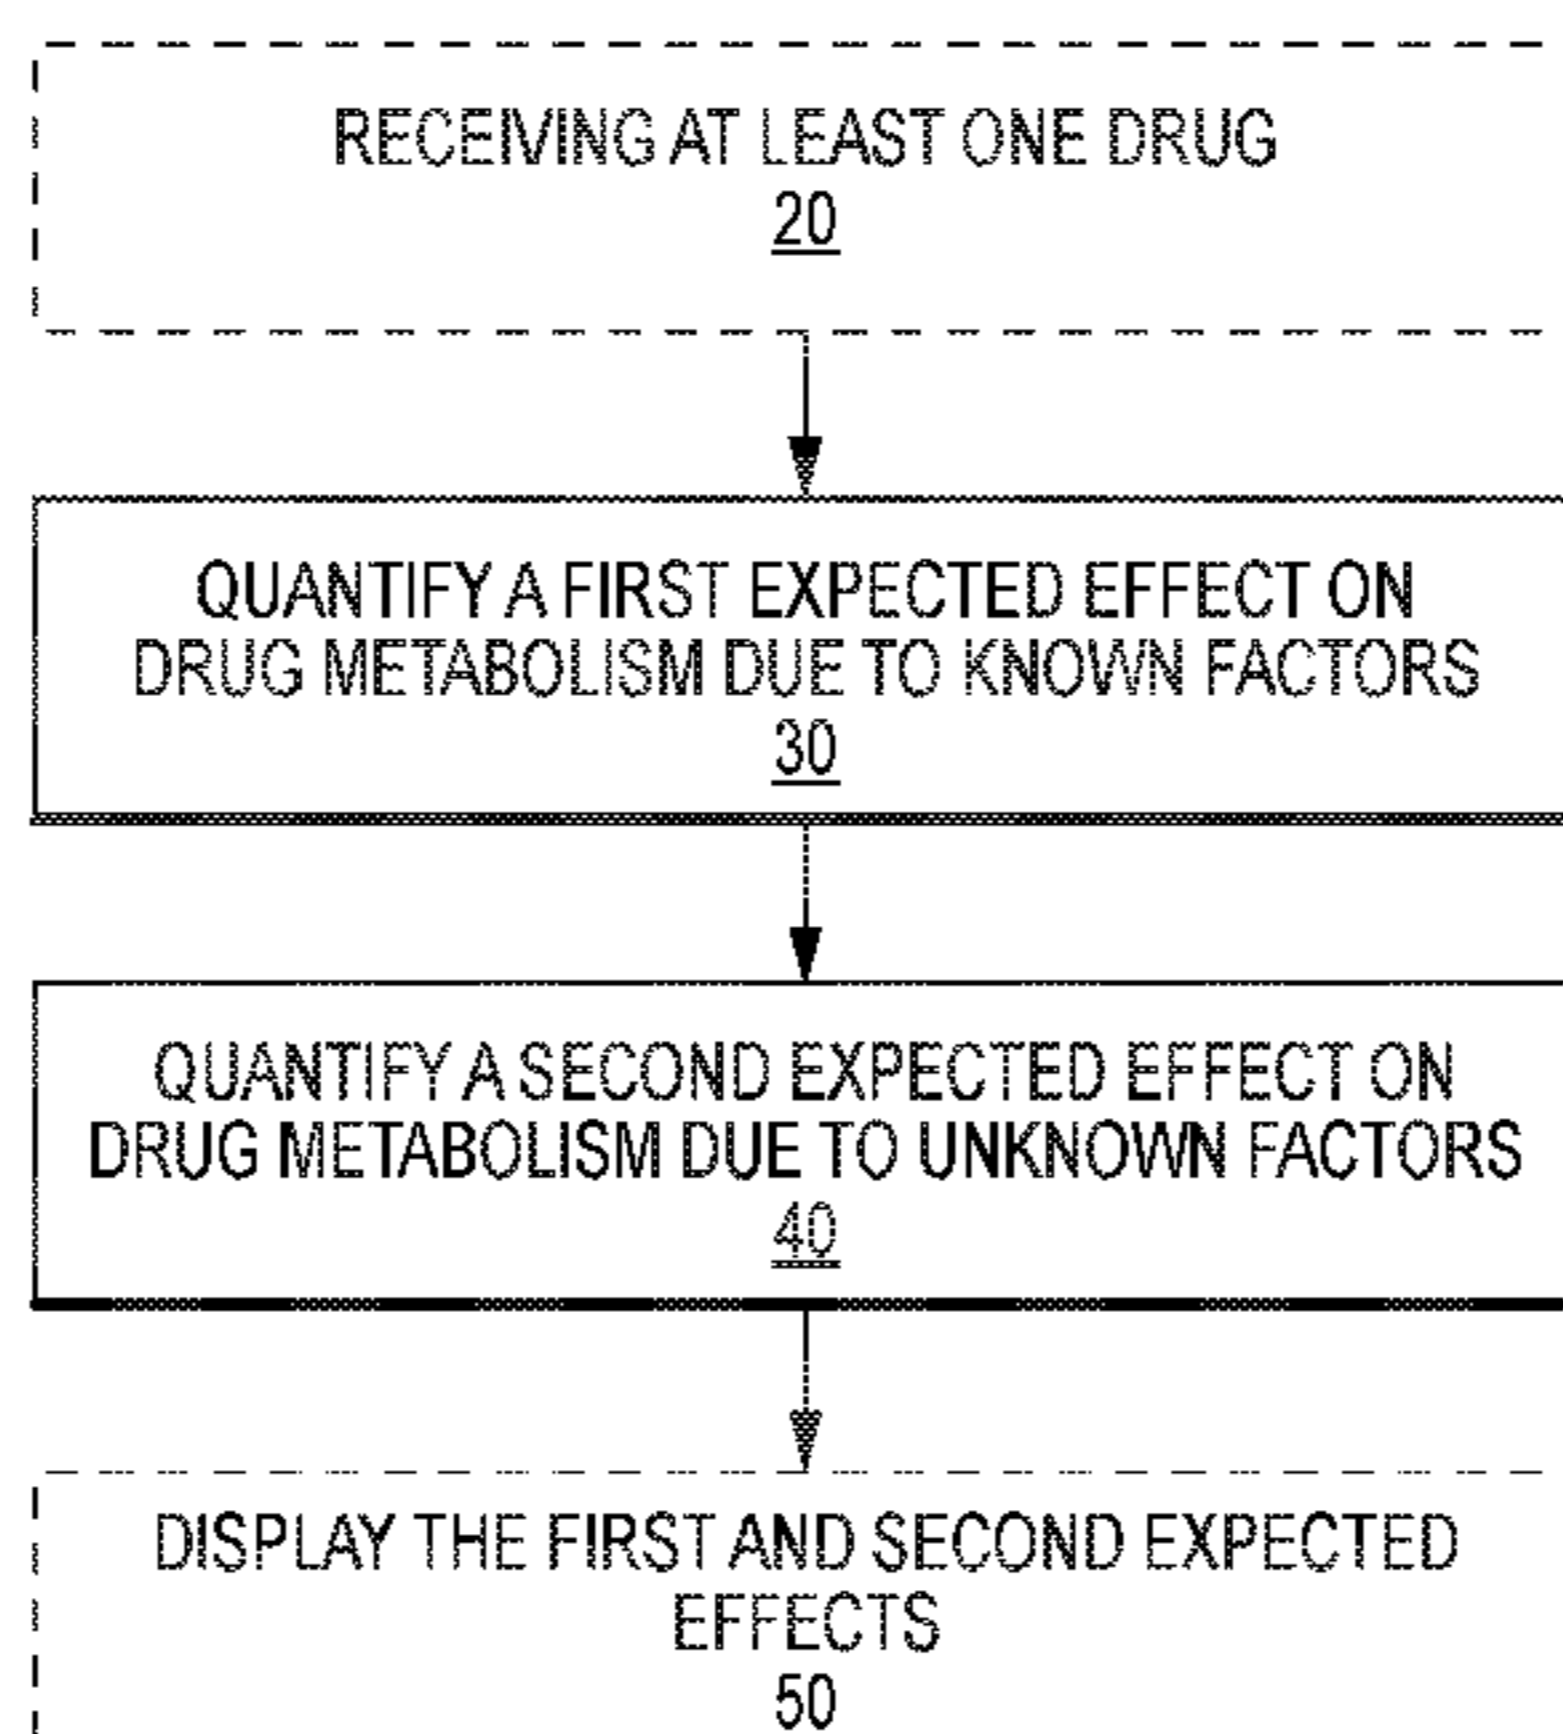 RECEIVING AT LEAST ONE DRUG
20
QUANTIFY A FIRST EXPECTED EFFECT ON
DRUG METABOLISM DUE TO KNOWN FACTORS
30
QUANTIFY A SECOND EXPECTED EFFECT ON
DRUG METABOLISM DUE TO UNKNOWN FACTORS
40
DISPLAY THE FIRST AND SECOND EXPECTED
EFFECTS
50